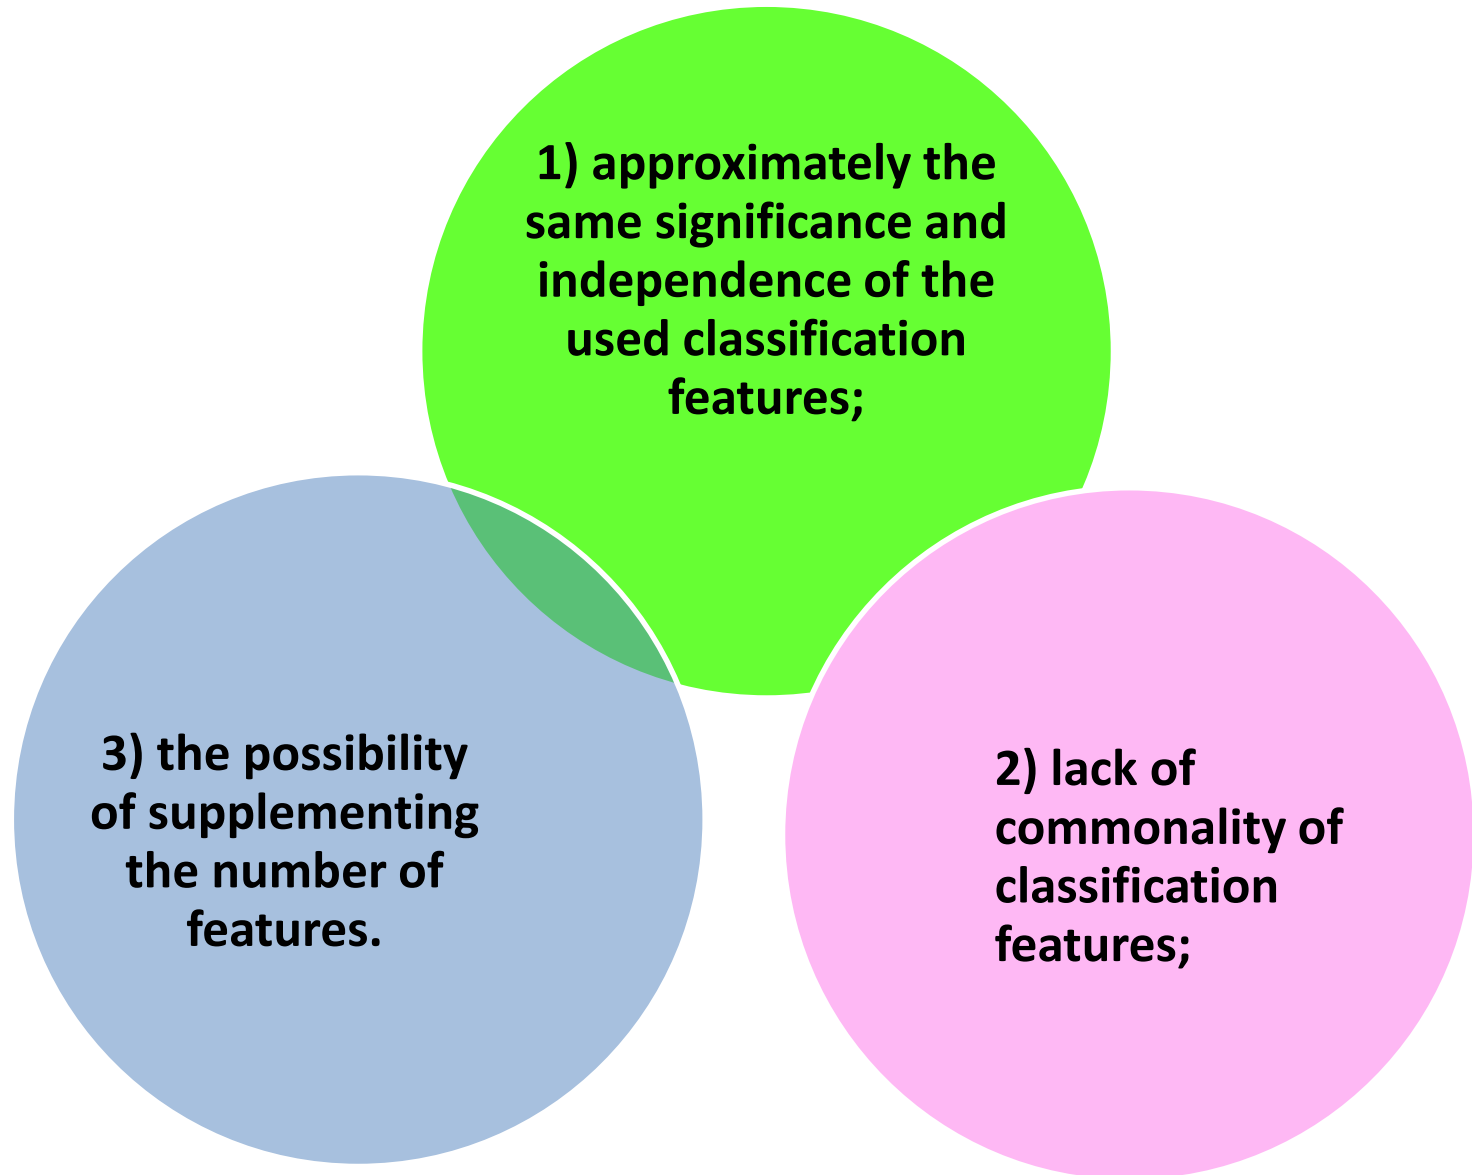 1) approximately the
same significance and
independence of the
used classification
features;
2) lack of
commonality of
classification
features;
3) the possibility
of supplementing
the number of
features.